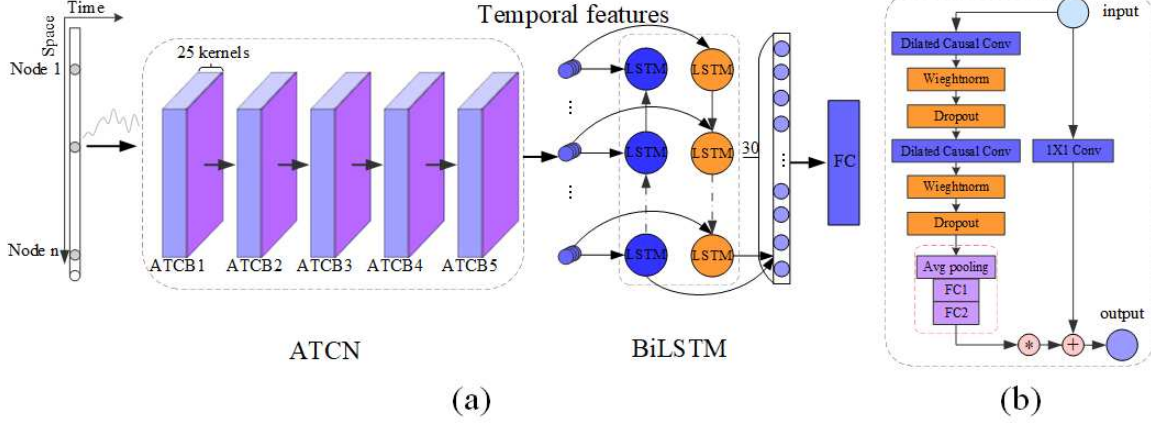 Time
Space
Node 1
Node n
25 kernels
ATCB1
ATCB2
ATCB3
ATCB4
ATCB5
ATCN
Temporal features
LSTM
LSTM
LSTM
LSTM
LSTM
LSTM
BiLSTM
30
FC
(a)
input
Dilated Causal Conv
Wieghtnorm
Dropout
Dilated Causal Conv
1X1 Conv
Wieghtnorm
Dropout
Avg pooling
FC1
FC2
*
+
output
(b)